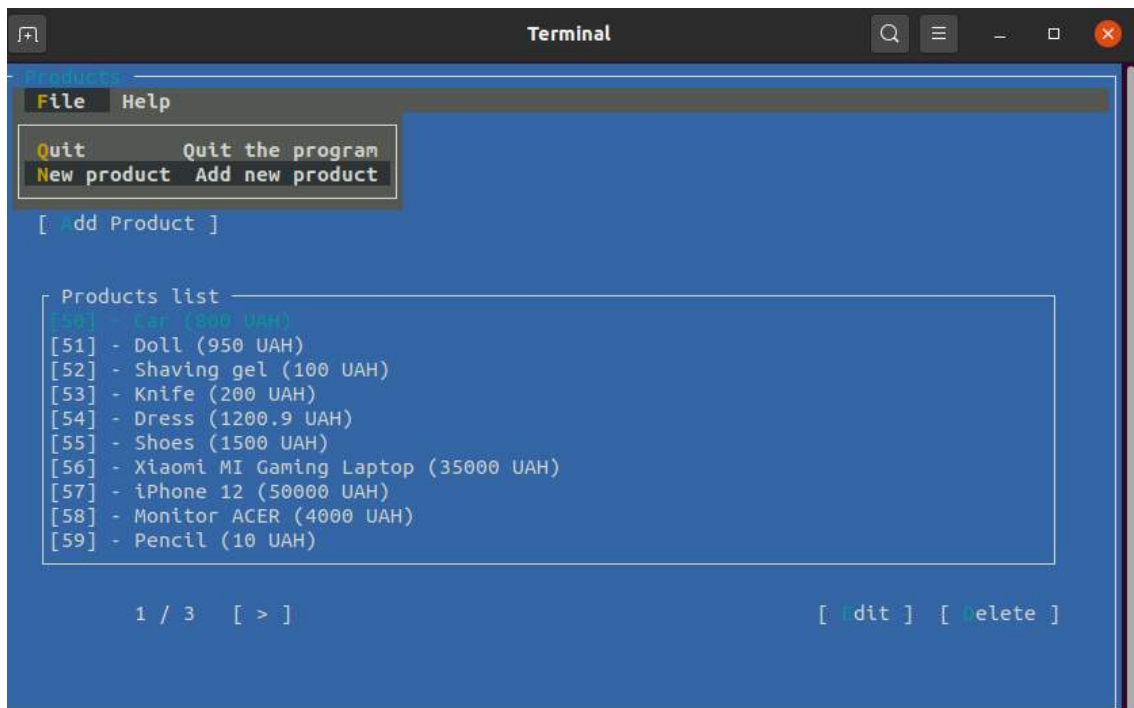 Terminal
Products
File Help
Quit Quit the program
New product Add new product
[ Add Product ]
Products list
[50] - Car (800 UAH)
[51] - Doll (950 UAH)
[52] - Shaving gel (100 UAH)
[53] - Knife (200 UAH)
[54] - Dress (1200.9 UAH)
[55] - Shoes (1500 UAH)
[56] - Xiaomi MI Gaming Laptop (35000 UAH)
[57] - iPhone 12 (50000 UAH)
[58] - Monitor ACER (4000 UAH)
[59] - Pencil (10 UAH)
1 / 3 [ > ] [ Edit ] [ Delete ]